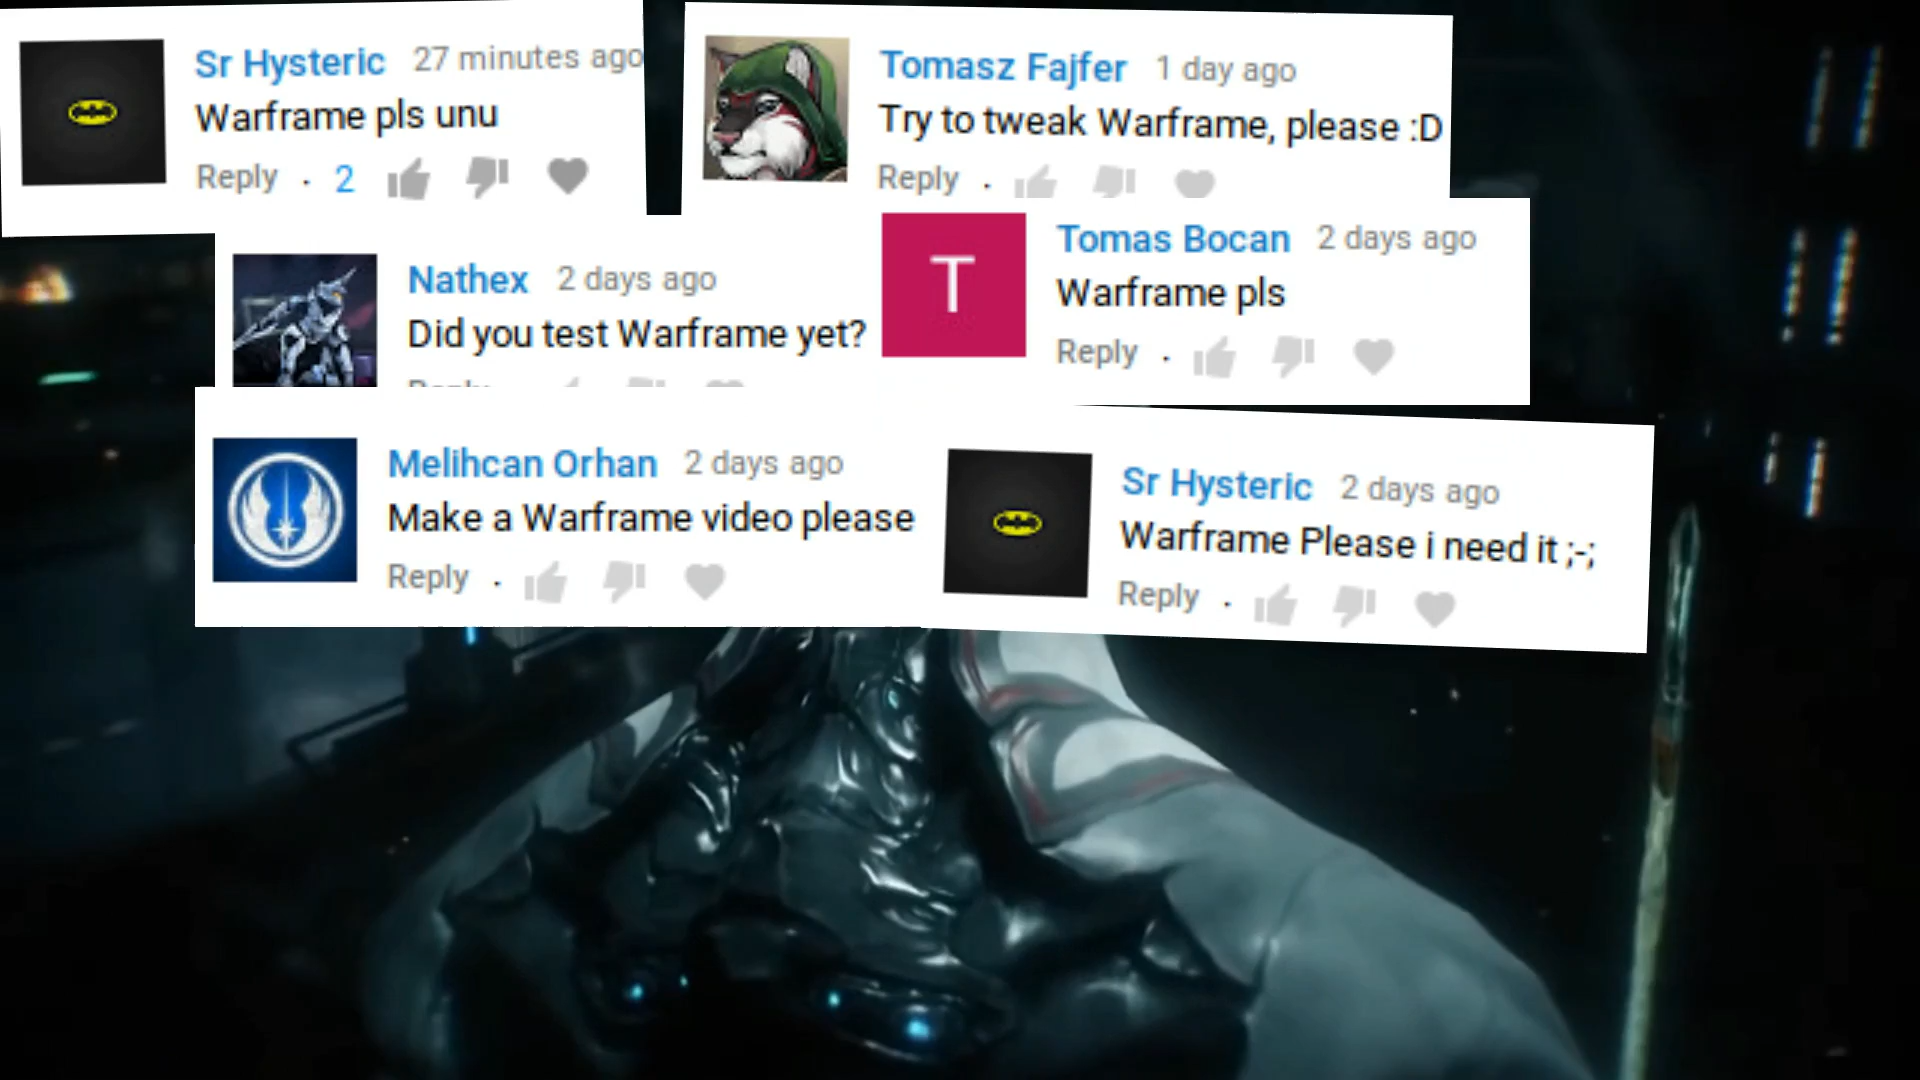 Sr Hysteric 27 minutes ago
Warframe pls unu
Reply . 2
Tomasz Fajfer 1 day ago
Try to tweak Warframe, please :D
Reply .
Nathex 2 days ago
Did you test Warframe yet?
Reply
T
Tomas Bocan 2 days ago
Warframe pls
Reply .
Melihcan Orhan 2 days ago
Make a Warframe video please
Reply .
Sr Hysteric 2 days ago
Warframe Please i need it ;-;
Reply .